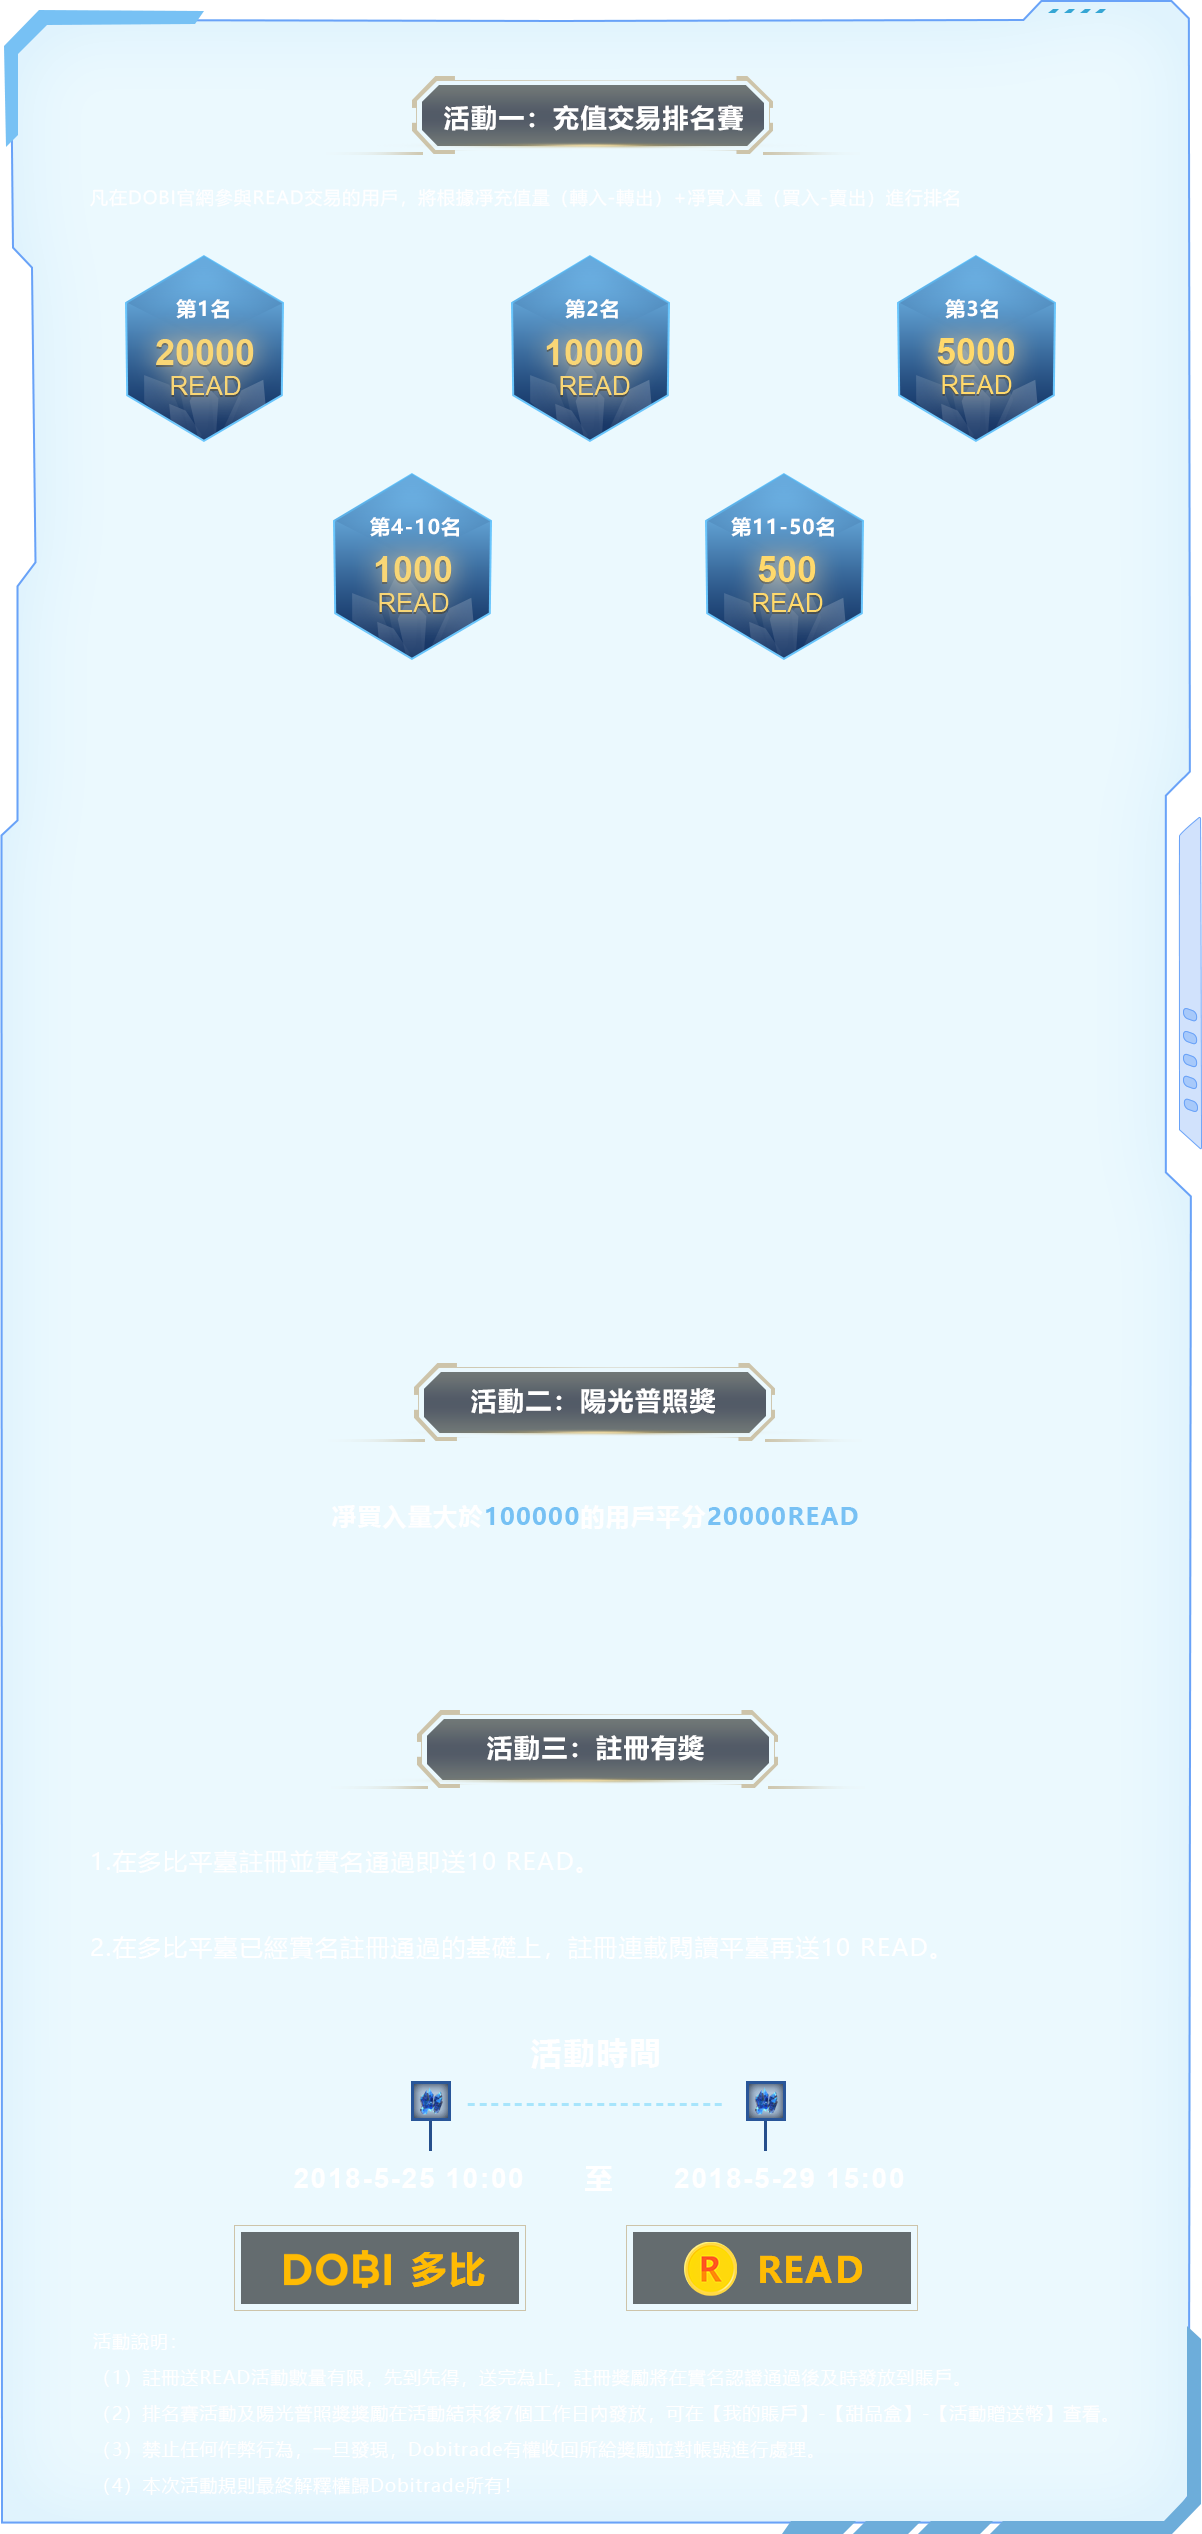 活動一：充值交易排名賽
凡在DOBI官網參與READ交易的用戶，將根據淨充值量（轉入-轉出）+淨買入量（買入-賣出）進行排名
第1名
20000
READ
第2名
10000
READ
第3名
5000
READ
第4-10名
1000
READ
第11-50名
500
READ
活動二：陽光普照獎
凈買入量大於100000的用戶平分20000READ
活動三：註冊有獎
1.在多比平臺註冊並實名通過即送10 READ。
2.在多比平臺已經實名註冊通過的基礎上，註冊連載閱讀平臺再送10 READ。
活動時間
2018-5-25 10:00 至 2018-5-29 15:00
DOBI 多比
R READ
活動說明：
（1）註冊送READ活動數量有限，先到先得，送完為止，註冊獎勵將在實名認證通過後及時發放到賬戶。
（2）排名賽活動及陽光普照獎獎勵在活動結束後7個工作日內發放，可在【我的賬戶】-【甜品盒】-【活動贈送幣】查看。
（3）禁止任何作弊行為，一旦發現，Dobitrade有權收回所給獎勵並對帳號進行處理。
（4）本次活動規則最終解釋權歸Dobitrade所有！